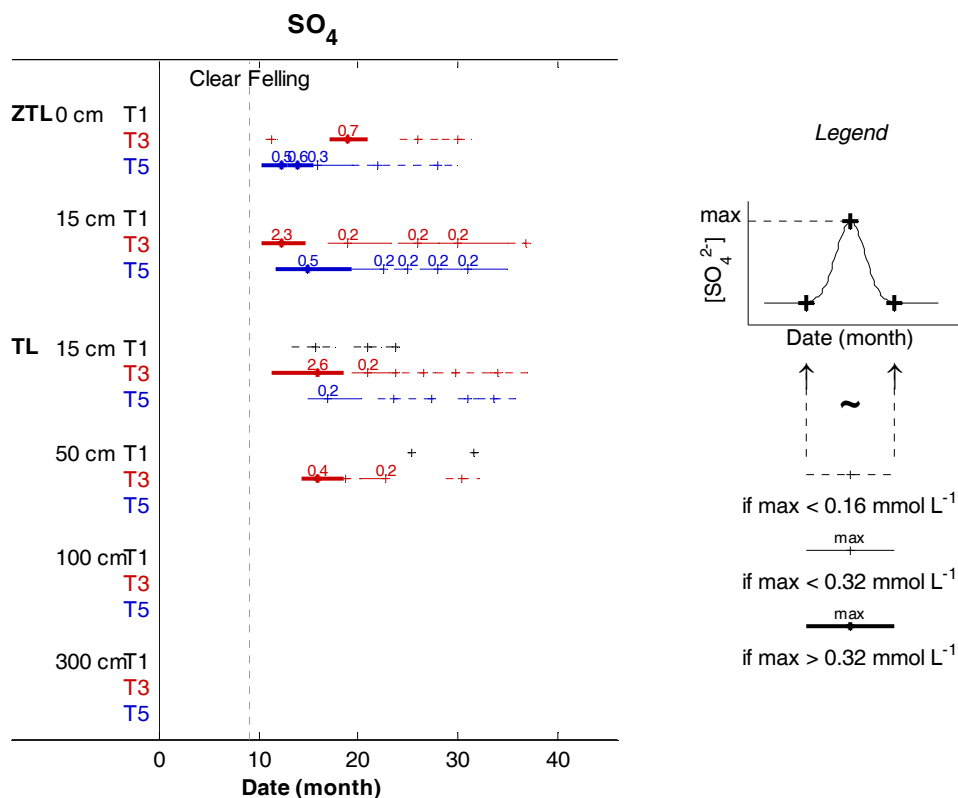 SO4
Clear Felling
ZTL 0 cm T1
T3 0,7
T5 0,5 0,6 0,3
15 cm T1
T3 2,3 0,2 0,2 0,2
T5 0,5 0,2 0,2 0,2 0,2
TL 15 cm T1
T3 2,6 0,2
T5 0,2
50 cm T1
T3 0,4 0,2
T5
100 cm T1
T3
T5
300 cm T1
T3
T5
0 10 20 30 40
Date (month)
Legend
max
[SO4 2-]
Date (month)
~
if max < 0.16 mmol L-1
max
if max < 0.32 mmol L-1
max
if max > 0.32 mmol L-1